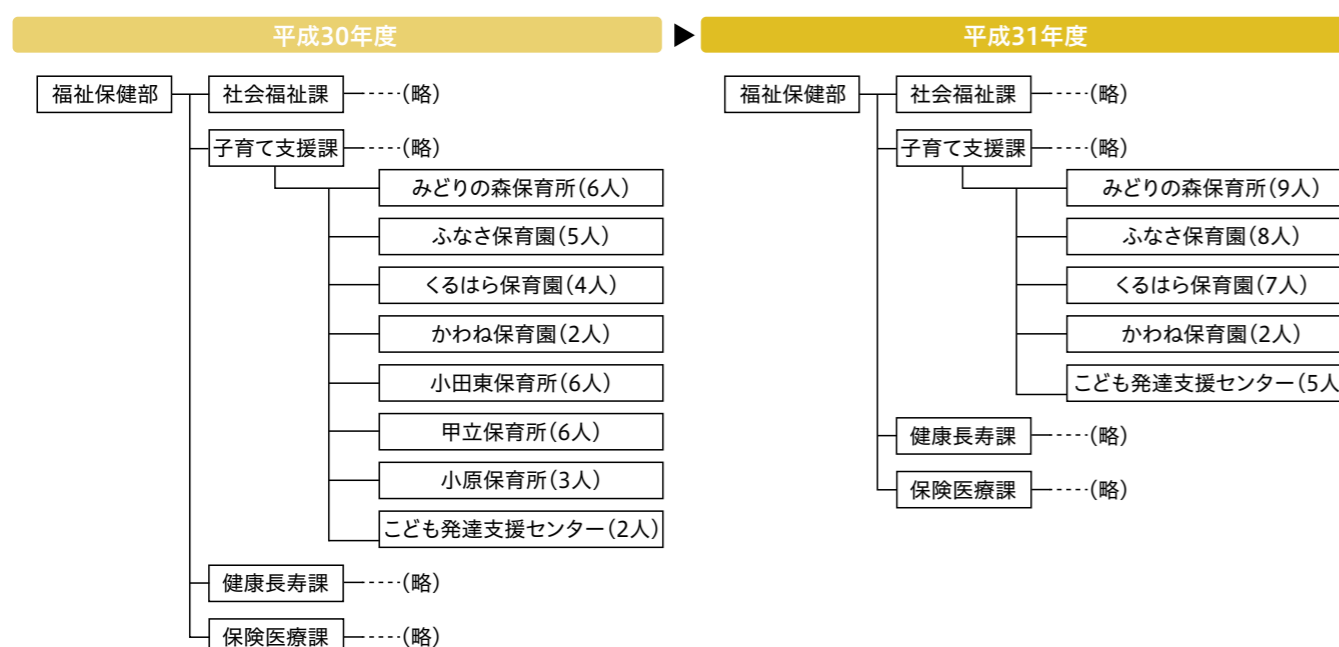 平成30年度
福祉保健部
社会福祉課
(略)
子育て支援課
(略)
みどりの森保育所(6人)
ふなさ保育園(5人)
くるはら保育園(4人)
かわね保育園(2人)
小田東保育所(6人)
甲立保育所(6人)
小原保育所(3人)
こども発達支援センター(2人)
健康長寿課
(略)
保険医療課
(略)
▶
平成31年度
福祉保健部
社会福祉課
(略)
子育て支援課
(略)
みどりの森保育所(9人)
ふなさ保育園(8人)
くるはら保育園(7人)
かわね保育園(2人)
こども発達支援センター(5人
健康長寿課
(略)
保険医療課
(略)